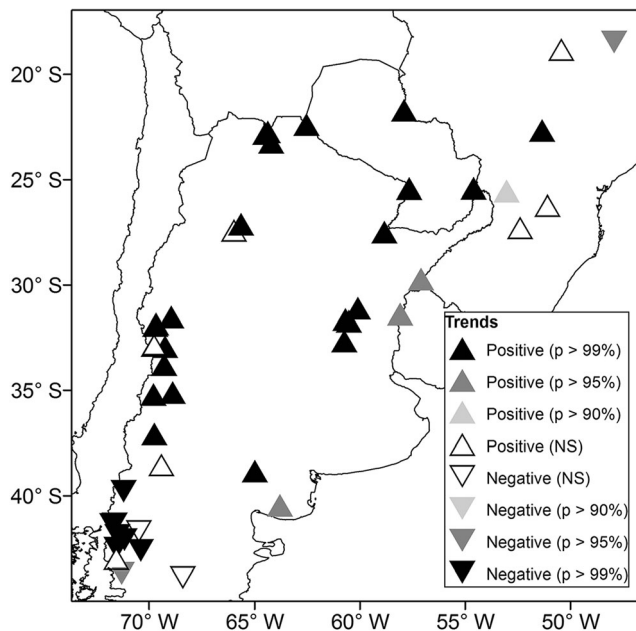 20° S
25° S
30° S
35° S
40° S
Trends
Positive (p > 99%)
Positive (p > 95%)
Positive (p > 90%)
Positive (NS)
Negative (NS)
Negative (p > 90%)
Negative (p > 95%)
Negative (p > 99%)
70° W 65° W 60° W 55° W 50° W